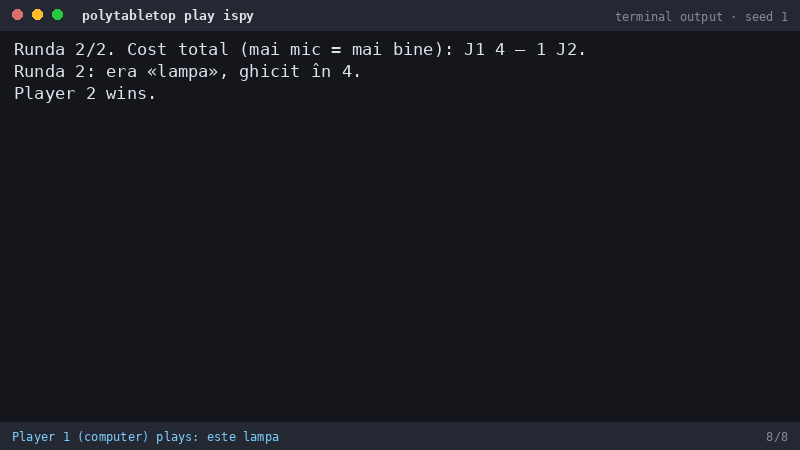 polytabletop play ispy
terminal output · seed 1
Runda 2/2. Cost total (mai mic = mai bine): J1 4 — 1 J2.
Runda 2: era «lampa», ghicit în 4.
Player 2 wins.
Player 1 (computer) plays: este lampa
8/8